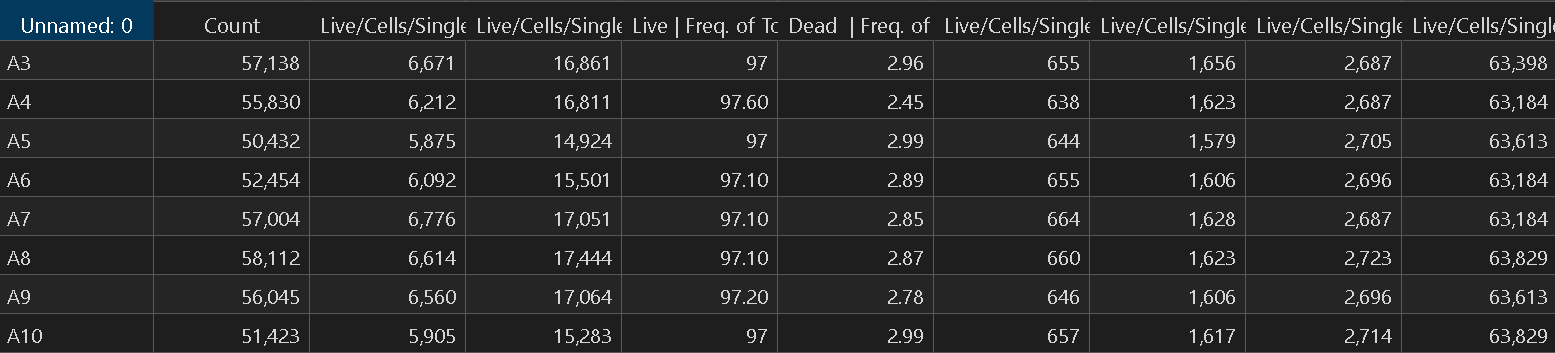 Unnamed: 0 Count Live/Cells/Single Live/Cells/Single Live | Freq. of To Dead | Freq. of Live/Cells/Single Live/Cells/Single Live/Cells/Single Live/Cells/Singl
A3 57,138 6,671 16,861 97 2.96 655 1,656 2,687 63,398
A4 55,830 6,212 16,811 97.60 2.45 638 1,623 2,687 63,184
A5 50,432 5,875 14,924 97 2.99 644 1,579 2,705 63,613
A6 52,454 6,092 15,501 97.10 2.89 655 1,606 2,696 63,184
A7 57,004 6,776 17,051 97.10 2.85 664 1,628 2,687 63,184
A8 58,112 6,614 17,444 97.10 2.87 660 1,623 2,723 63,829
A9 56,045 6,560 17,064 97.20 2.78 646 1,606 2,696 63,613
A10 51,423 5,905 15,283 97 2.99 657 1,617 2,714 63,829